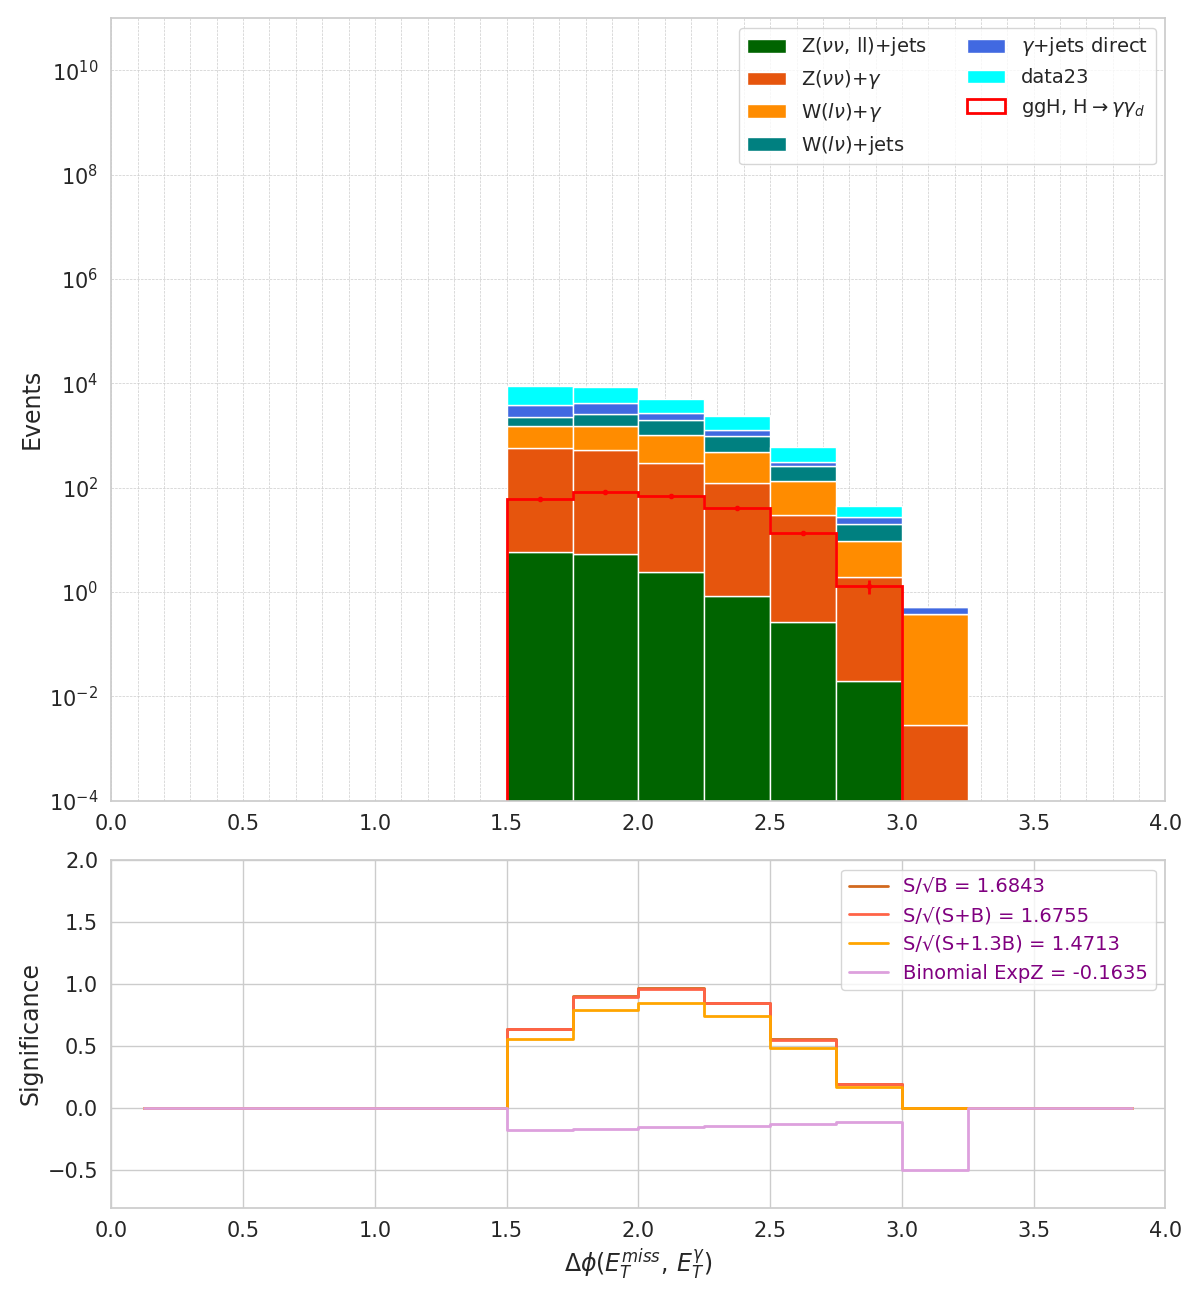 Z(νν, ll)+jets
Z(νν)+γ
W(lν)+γ
W(lν)+jets
γ+jets direct
data23
ggH, H→γγ_d
Events
10^10
10^8
10^6
10^4
10^2
10^0
10^−2
10^−4
0.0 0.5 1.0 1.5 2.0 2.5 3.0 3.5 4.0
S/√B = 1.6843
S/√(S+B) = 1.6755
S/√(S+1.3B) = 1.4713
Binomial ExpZ = -0.1635
Significance
2.0
1.5
1.0
0.5
0.0
−0.5
0.0 0.5 1.0 1.5 2.0 2.5 3.0 3.5 4.0
Δϕ(E_T^miss, E_T^γ)